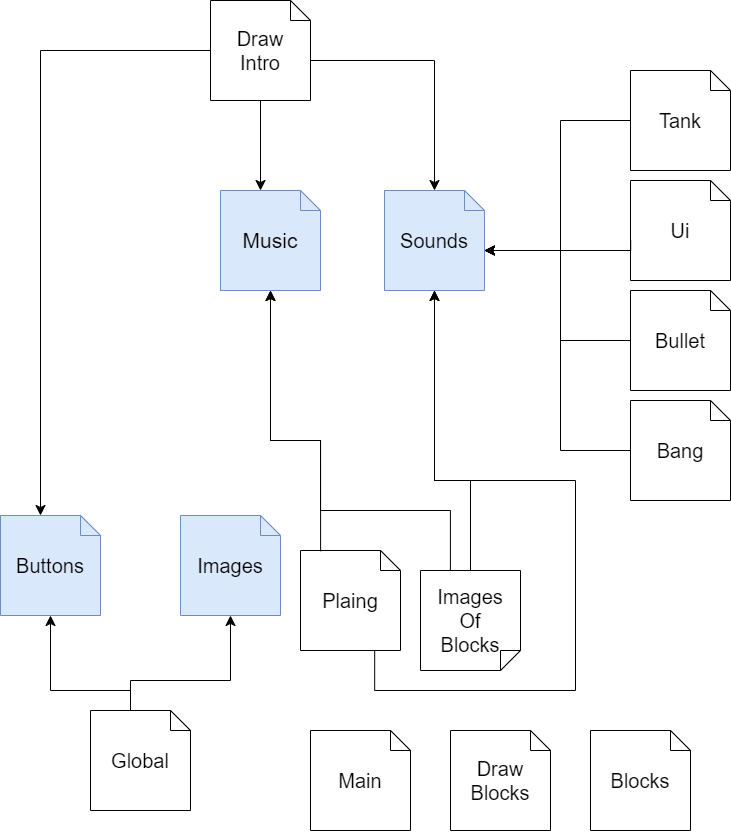 Draw
Intro
Tank
Music
Sounds
Ui
Bullet
Bang
Buttons
Images
Plaing
Images
Of
Blocks
Global
Main
Draw
Blocks
Blocks